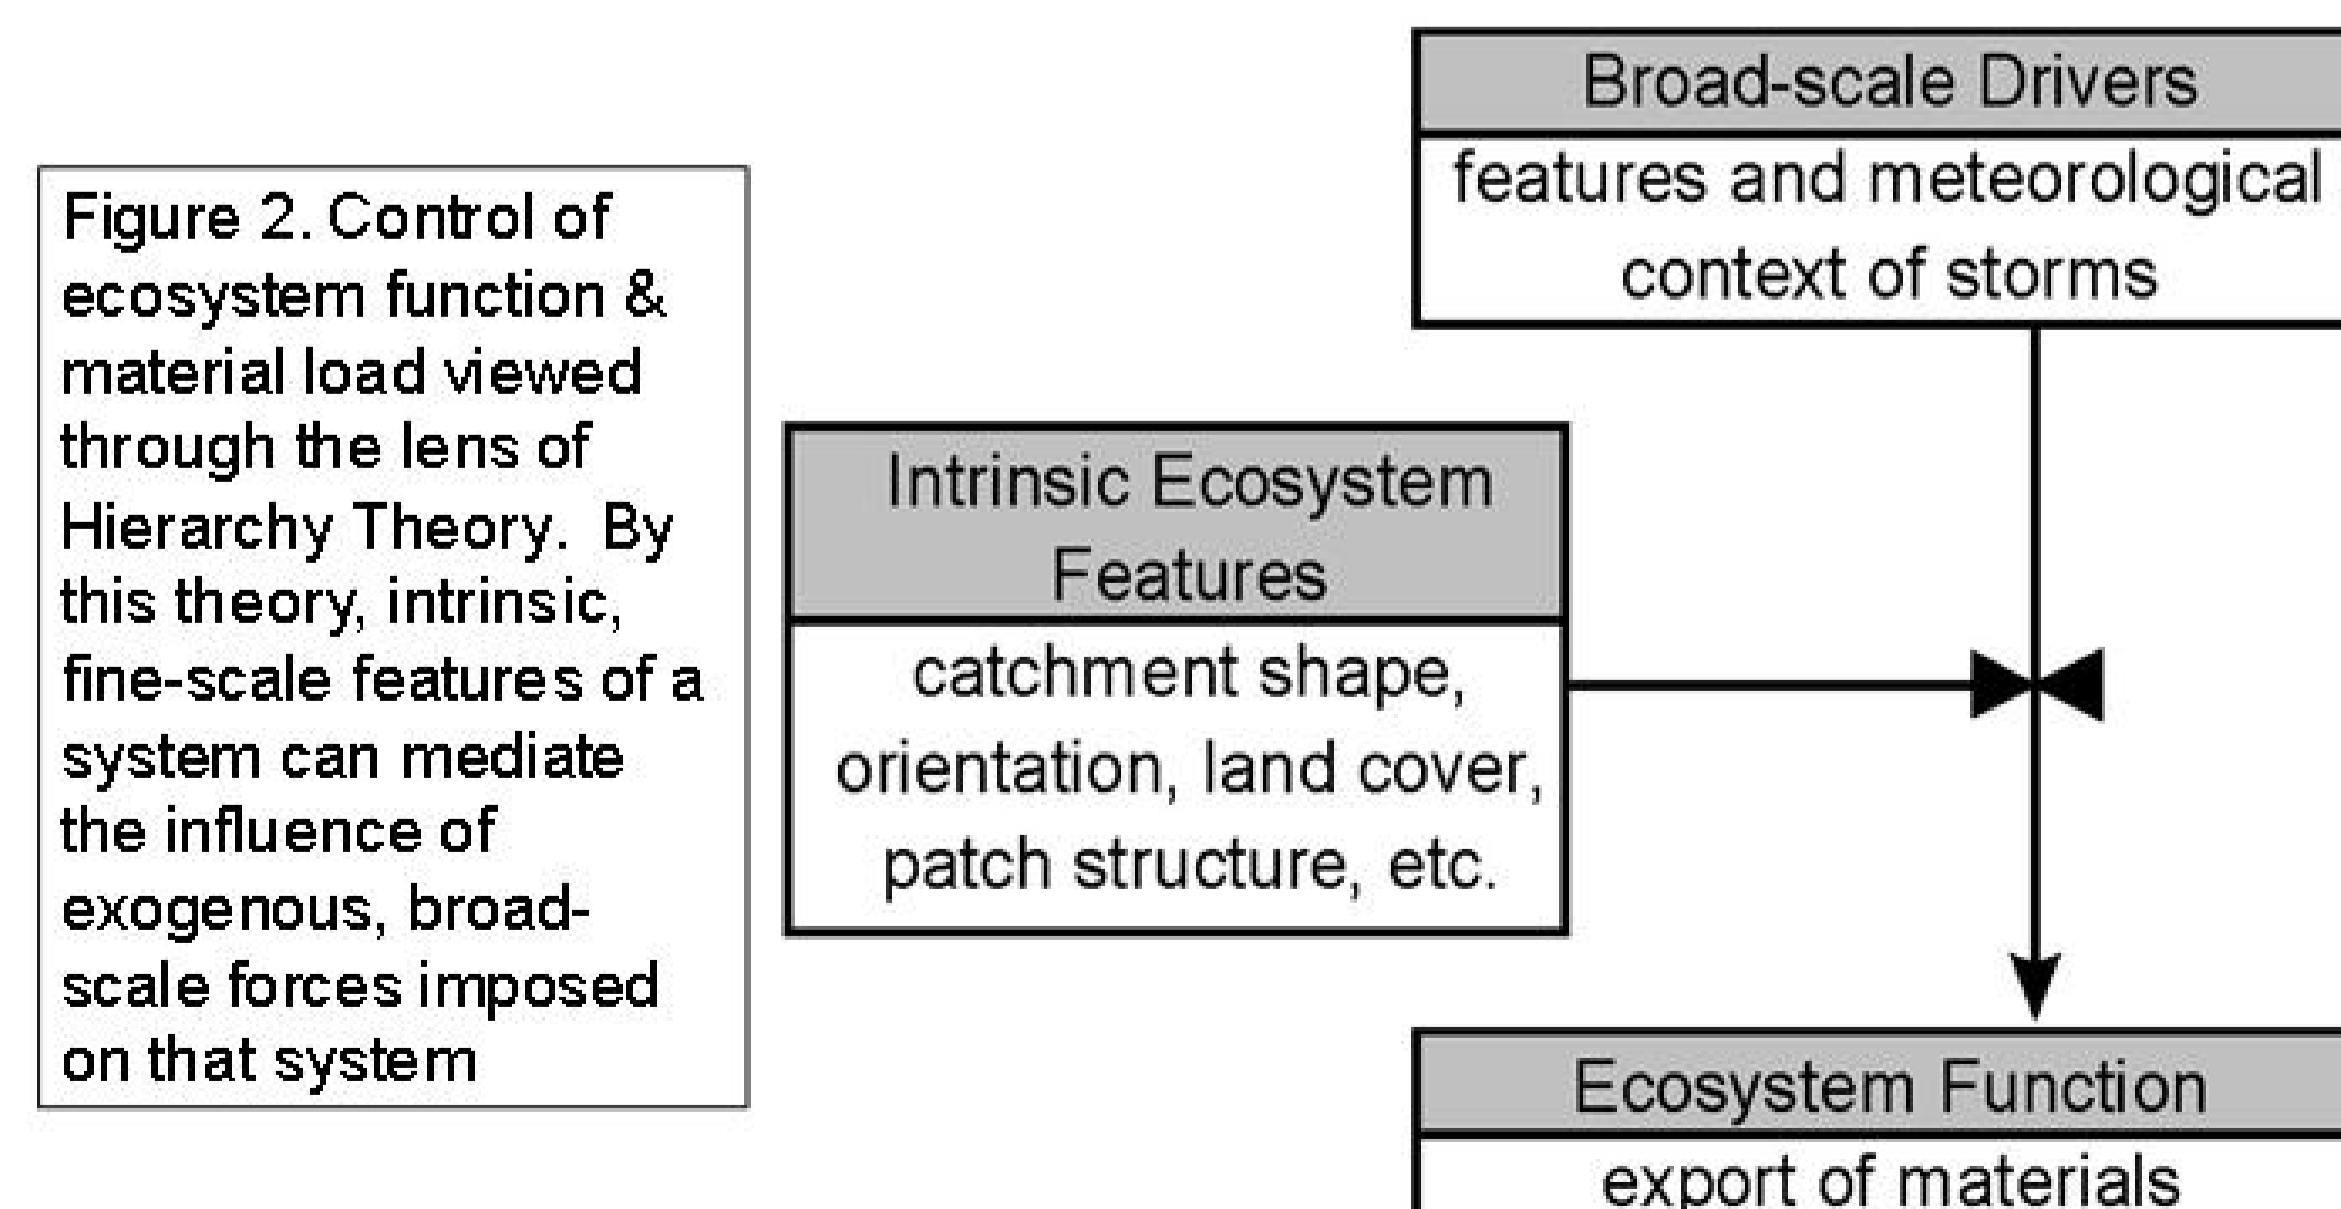 Figure 2. Control of
ecosystem function &
material load viewed
through the lens of
Hierarchy Theory.  By
this theory, intrinsic,
fine-scale features of a
system can mediate
the influence of
exogenous, broad-
scale forces imposed
on that system
Broad-scale Drivers
features and meteorological
context of storms
Intrinsic Ecosystem
Features
catchment shape,
orientation, land cover,
patch structure, etc.
Ecosystem Function
export of materials